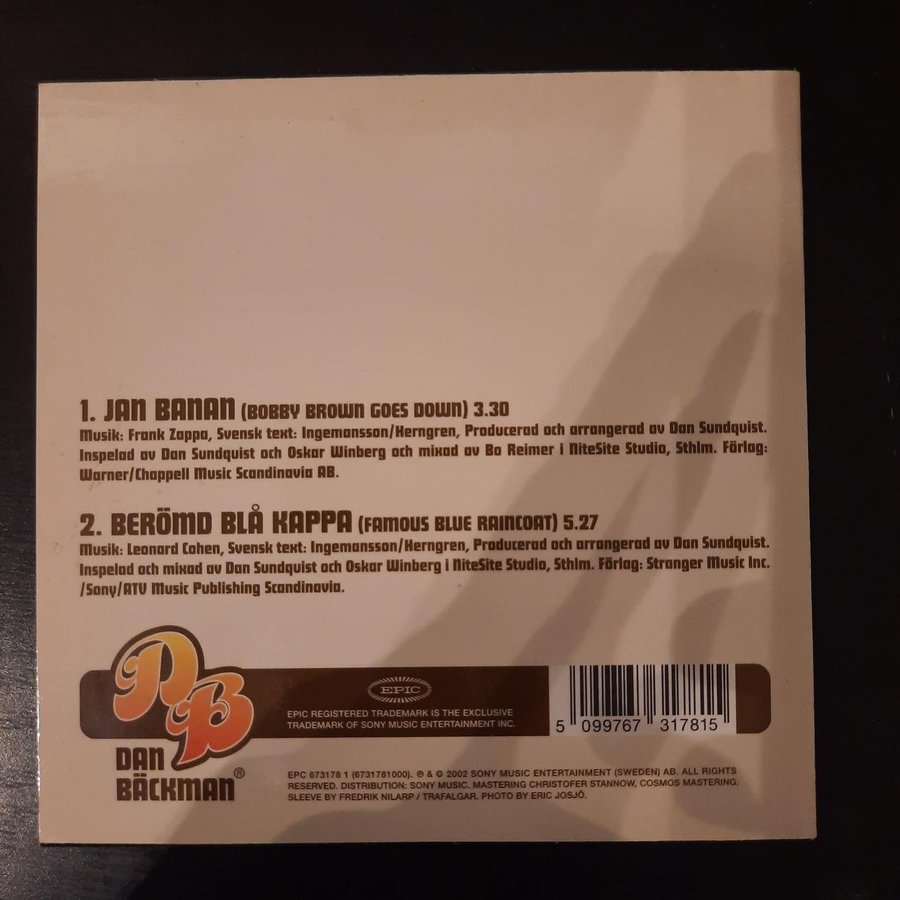 1. JAN BANAN (BOBBY BROWN GOES DOWN) 3.30
Musik: Frank Zappa, Svensk text: Ingemansson/Herngren, Producerad och arrangerad av Dan Sundquist.
Inspelad av Dan Sundquist och Oskar Winberg och mixad av Bo Reimer i NiteSite Studio, Sthlm. Förlag:
Warner/Chappell Music Scandinavia AB.
2. BERÖMD BLÅ KAPPA (FAMOUS BLUE RAINCOAT) 5.27
Musik: Leonard Cohen, Svensk text: Ingemansson/Herngren, Producerad och arrangerad av Dan Sundquist.
Inspelad och mixad av Dan Sundquist och Oskar Winberg i NiteSite Studio, Sthlm. Förlag: Stranger Music Inc.
/Sony/ATV Music Publishing Scandinavia.
DB
DAN
BÄCKMAN®
EPIC
EPIC REGISTERED TRADEMARK IS THE EXCLUSIVE
TRADEMARK OF SONY MUSIC ENTERTAINMENT INC.
5 099767 317815
EPC 673178 1 (6731781000). ℗ & © 2002 SONY MUSIC ENTERTAINMENT (SWEDEN) AB. ALL RIGHTS
RESERVED. DISTRIBUTION: SONY MUSIC. MASTERING CHRISTOFER STANNOW, COSMOS MASTERING.
SLEEVE BY FREDRIK NILARP / TRAFALGAR. PHOTO BY ERIC JOSJÖ.